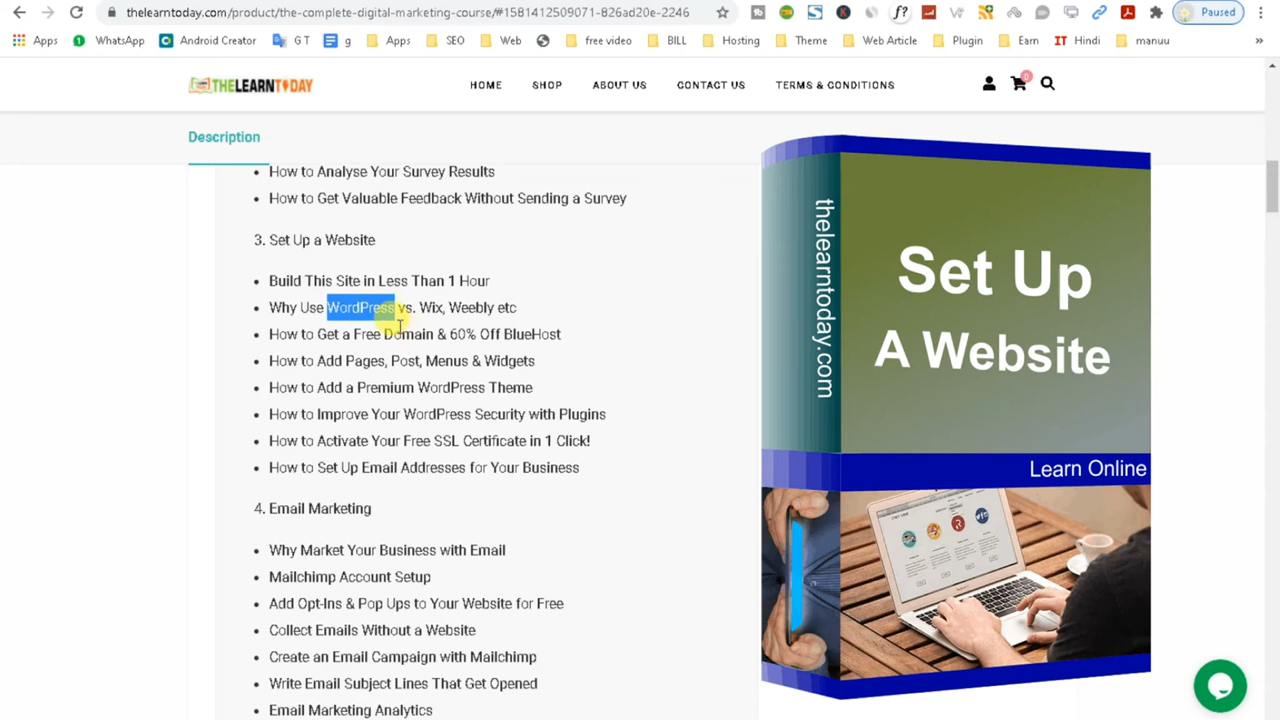 thelearntoday.com/product/the-complete-digital-marketing-course/#1581412509071-826ad20e-2246
Paused
Apps WhatsApp Android Creator G T g Apps SEO Web free video BILL Hosting Theme Web Article Plugin Earn IT Hindi manuu »
THELEARNTODAY
HOME SHOP ABOUT US CONTACT US TERMS & CONDITIONS 0
Description
• How to Analyse Your Survey Results
• How to Get Valuable Feedback Without Sending a Survey
3. Set Up a Website
• Build This Site in Less Than 1 Hour
• Why Use WordPress vs. Wix, Weebly etc
• How to Get a Free Domain & 60% Off BlueHost
• How to Add Pages, Post, Menus & Widgets
• How to Add a Premium WordPress Theme
• How to Improve Your WordPress Security with Plugins
• How to Activate Your Free SSL Certificate in 1 Click!
• How to Set Up Email Addresses for Your Business
4. Email Marketing
• Why Market Your Business with Email
• Mailchimp Account Setup
• Add Opt-Ins & Pop Ups to Your Website for Free
• Collect Emails Without a Website
• Create an Email Campaign with Mailchimp
• Write Email Subject Lines That Get Opened
• Email Marketing Analytics
thelearntoday.com
Set Up
A Website
Learn Online